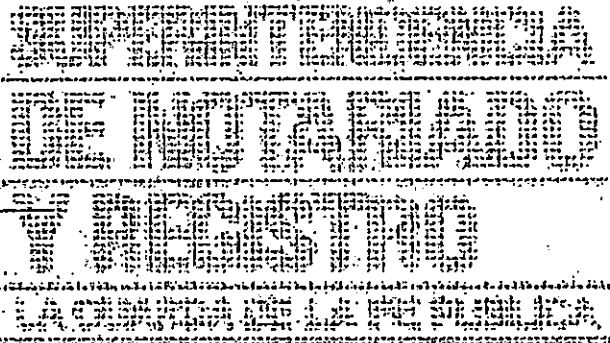 SUPERINTENDENCIA
DE NOTARIADO
Y REGISTRO
LA GUARDA DE LA FE PUBLICA